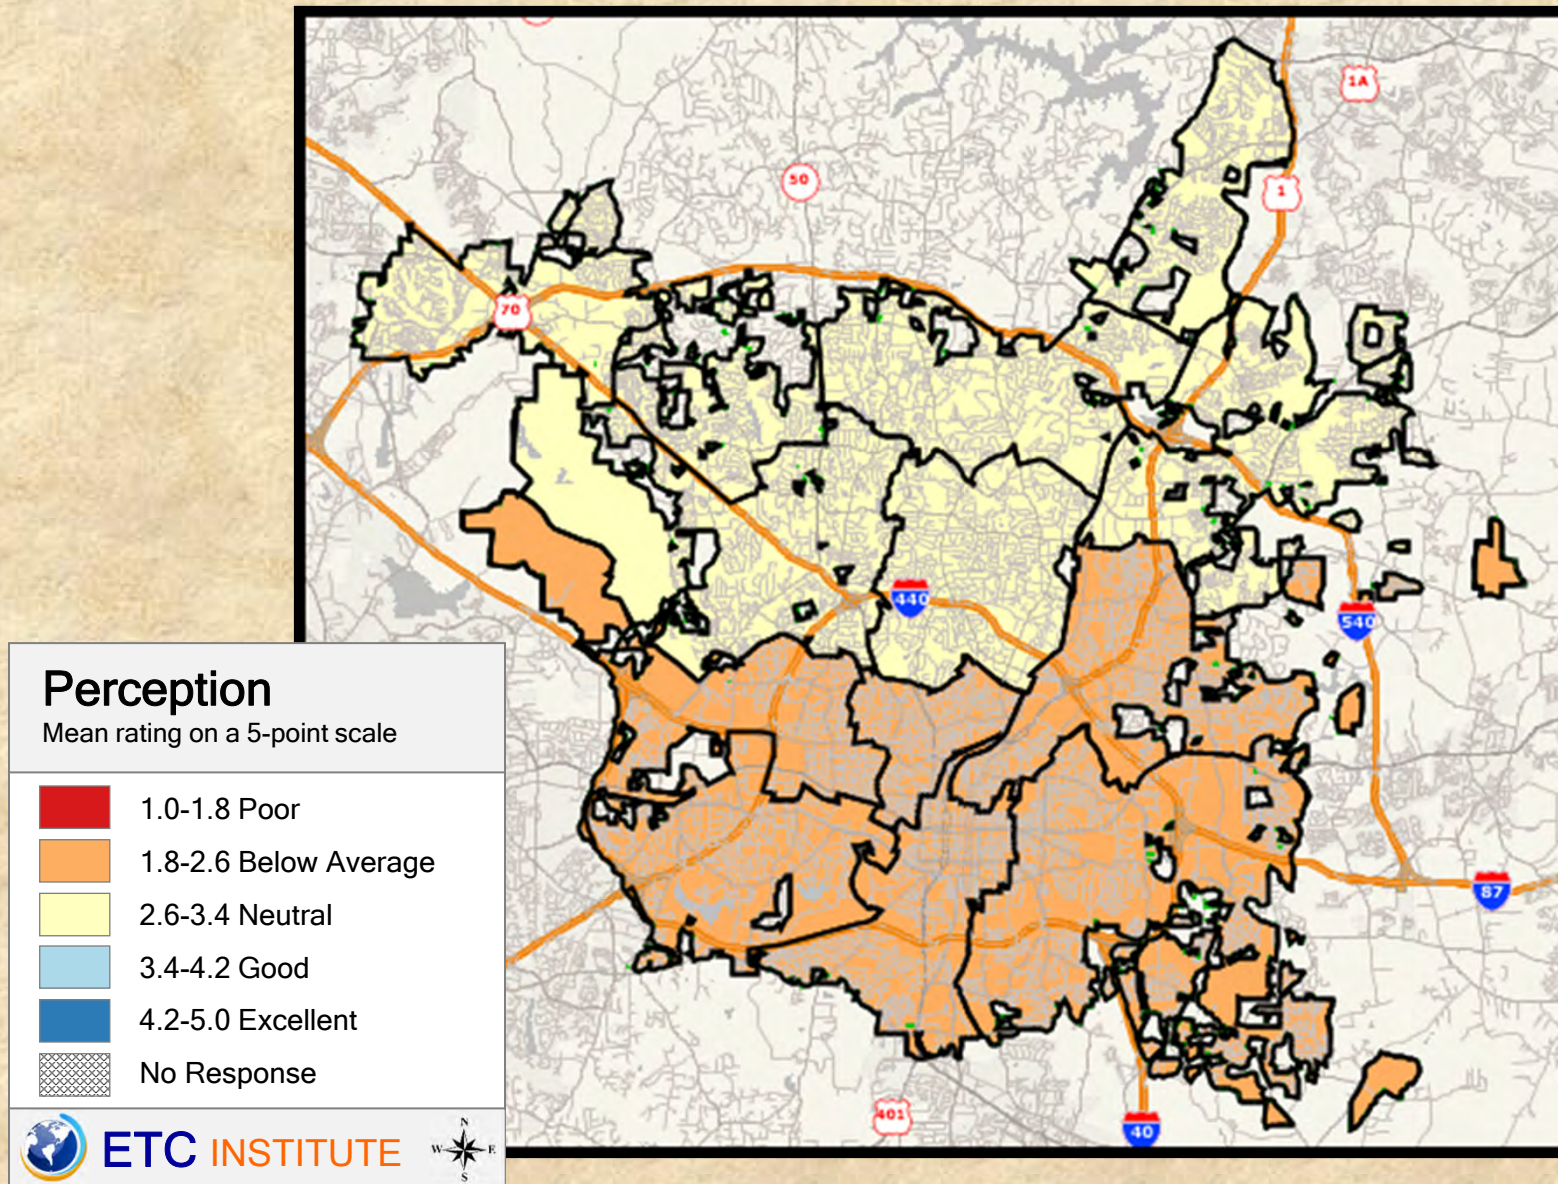 1A
50
1
70
440
540
87
401
40
Perception
Mean rating on a 5-point scale
1.0-1.8 Poor
1.8-2.6 Below Average
2.6-3.4 Neutral
3.4-4.2 Good
4.2-5.0 Excellent
No Response
ETC INSTITUTE
N
W E
S